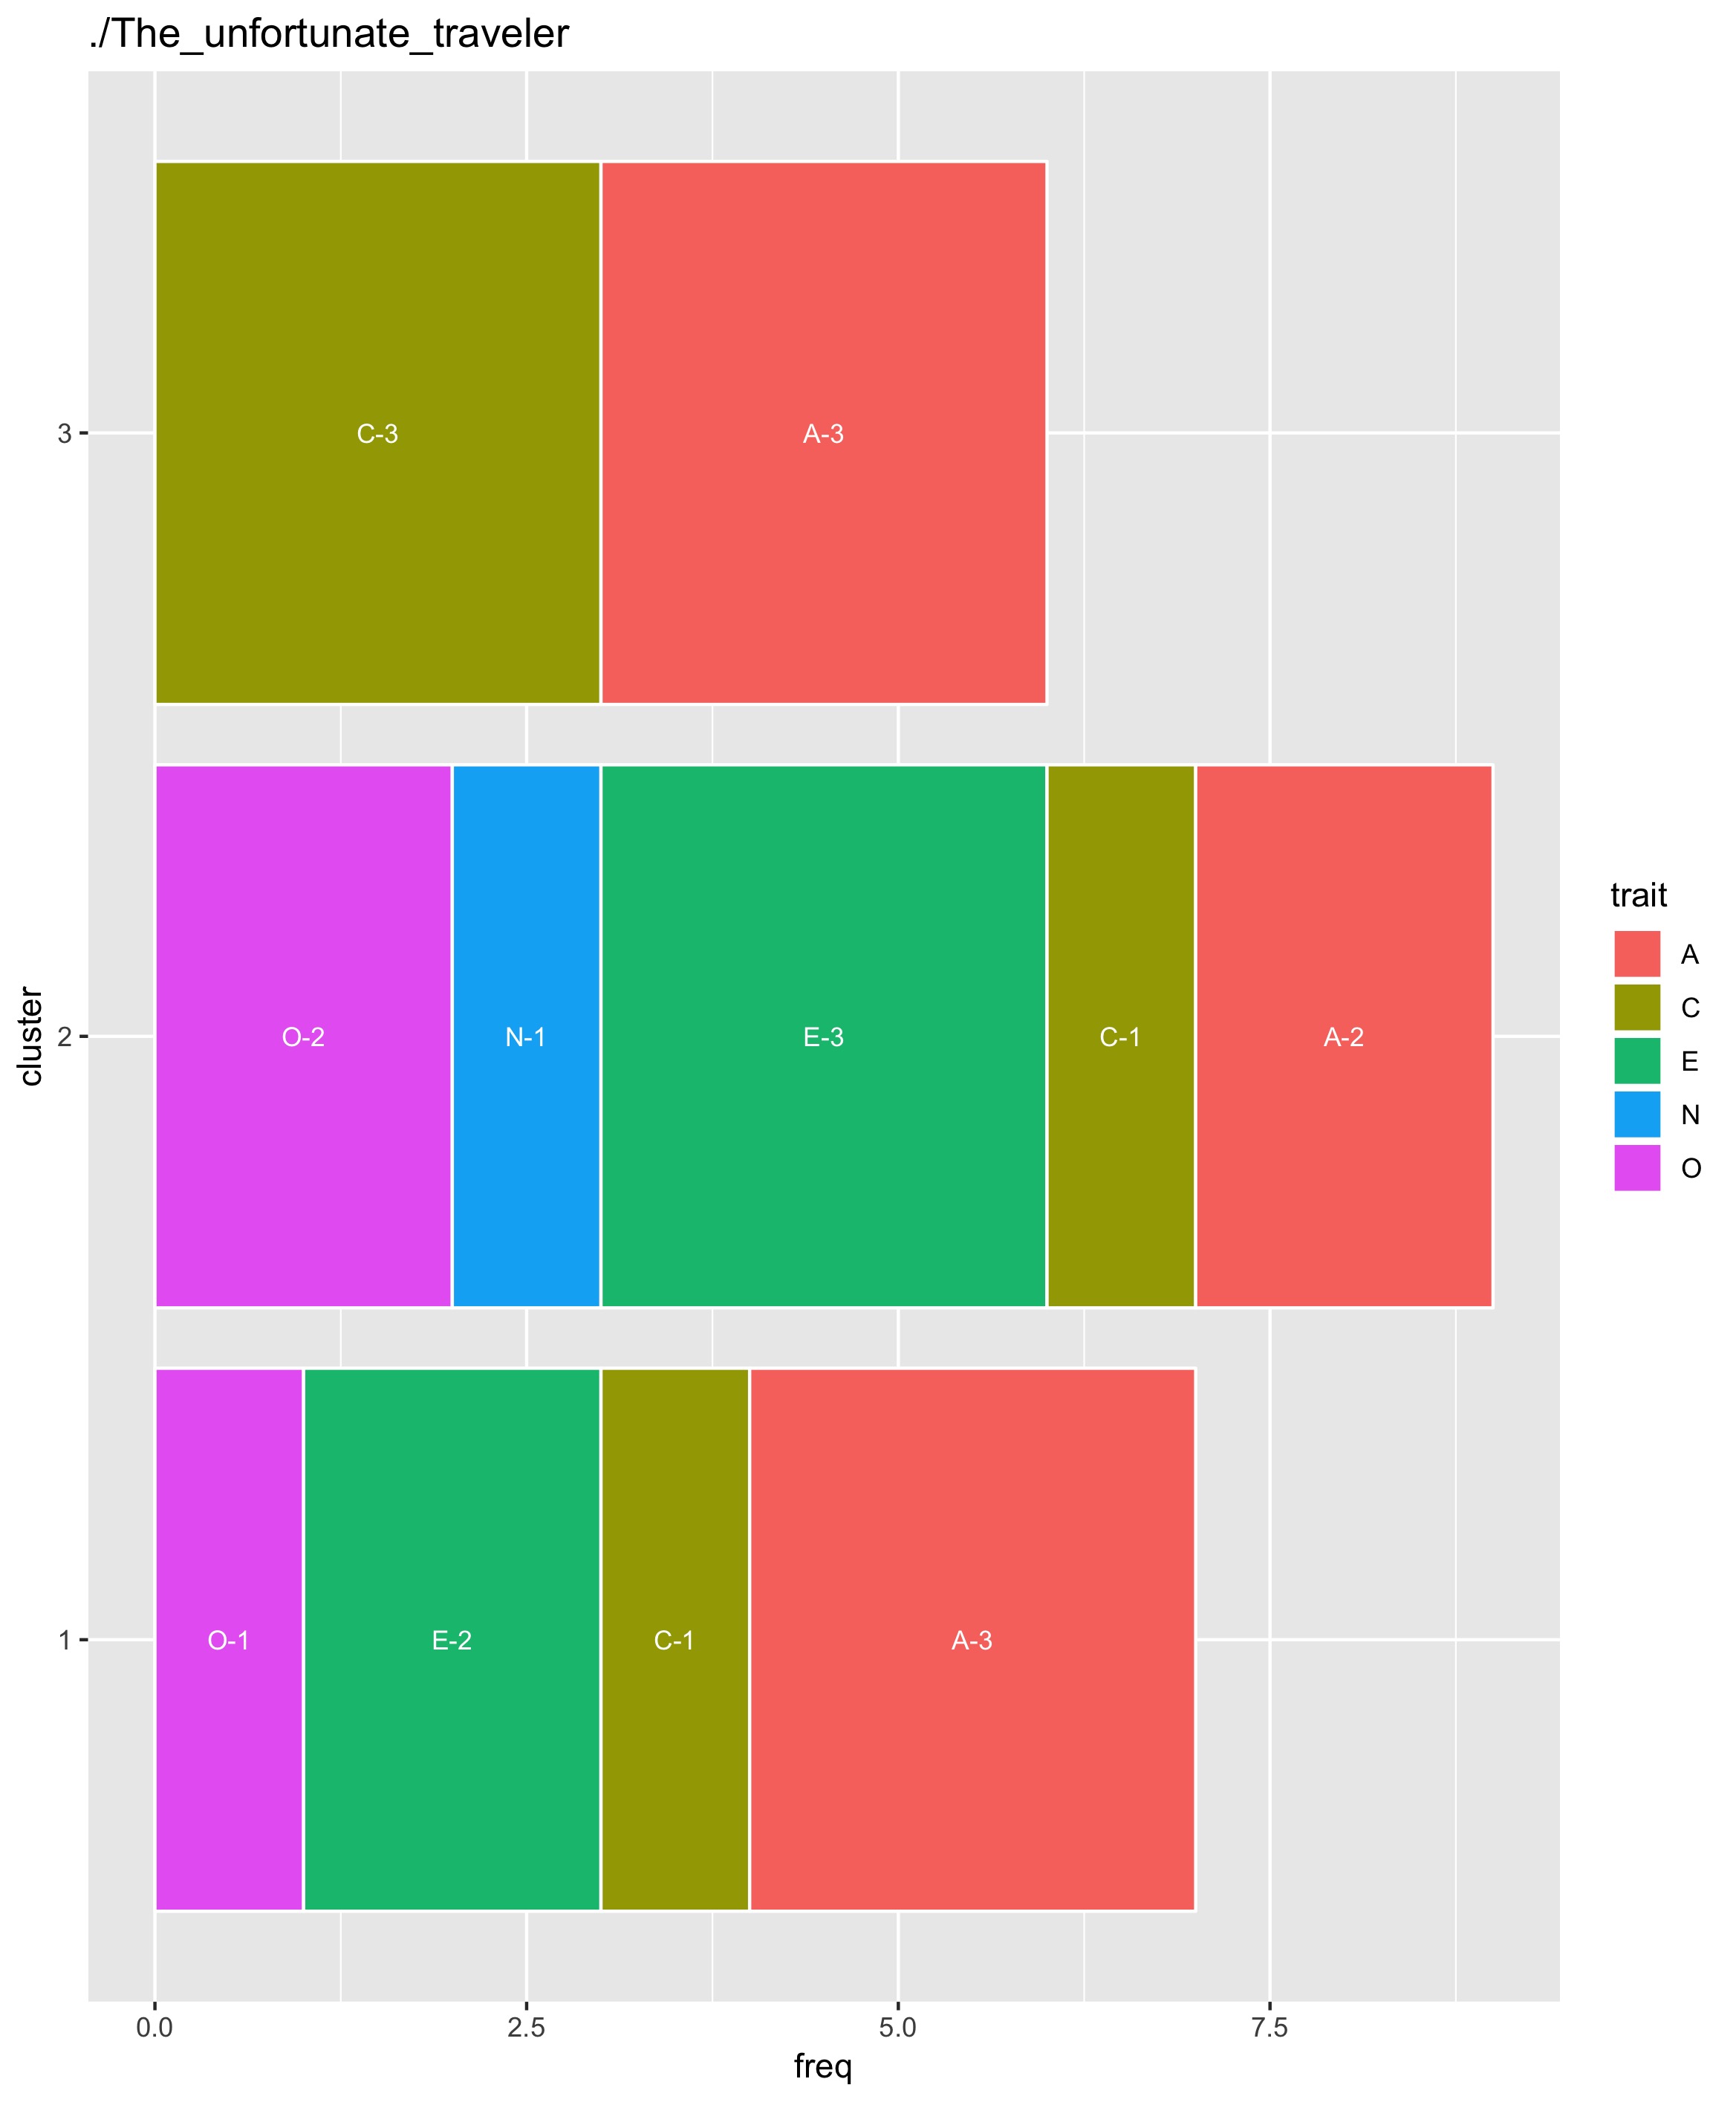 ./The_unfortunate_traveler
cluster
3
C-3 A-3
2
O-2 N-1 E-3 C-1 A-2
1
O-1 E-2 C-1 A-3
0.0 2.5 5.0 7.5
freq
trait
A
C
E
N
O